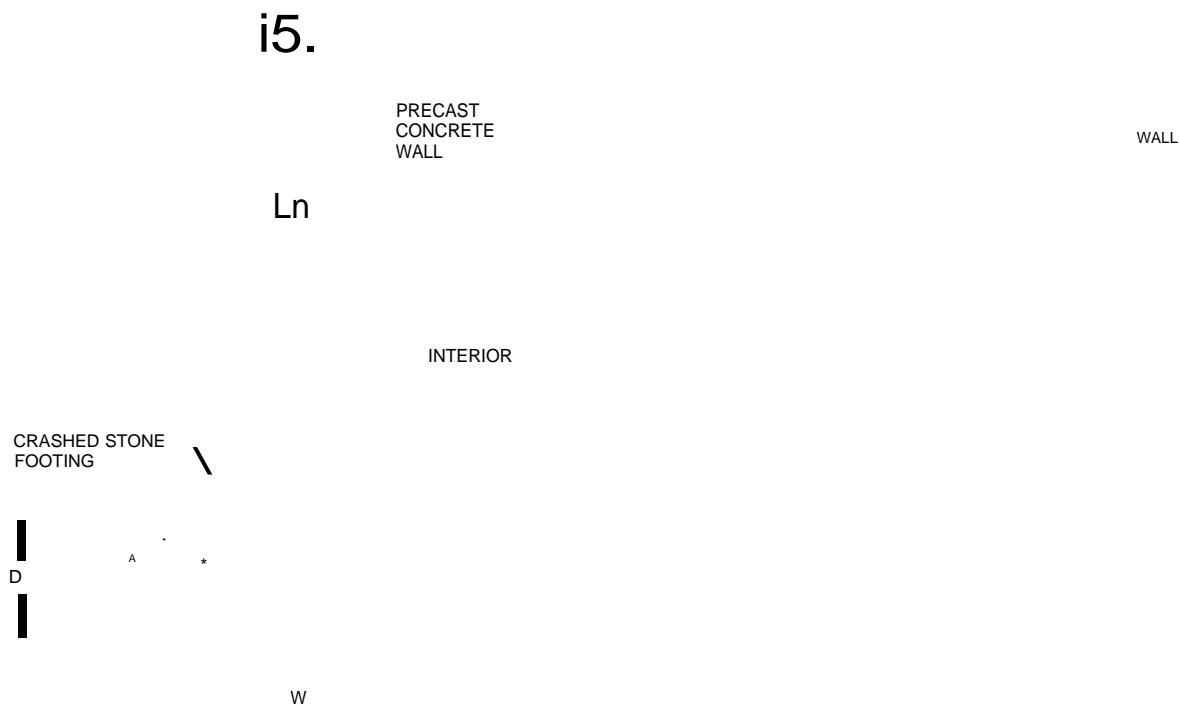 i5.
PRECAST
CONCRETE
WALL
WALL
Ln
INTERIOR
CRASHED STONE
FOOTING
\
A
*
D
W